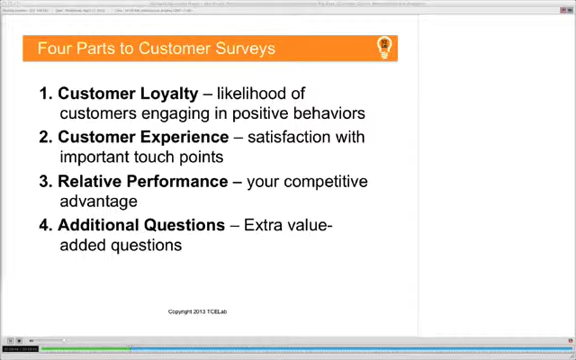 Four Parts to Customer Surveys
1. Customer Loyalty – likelihood of
customers engaging in positive behaviors
2. Customer Experience – satisfaction with
important touch points
3. Relative Performance – your competitive
advantage
4. Additional Questions – Extra value-
added questions
Copyright 2013 TCELab